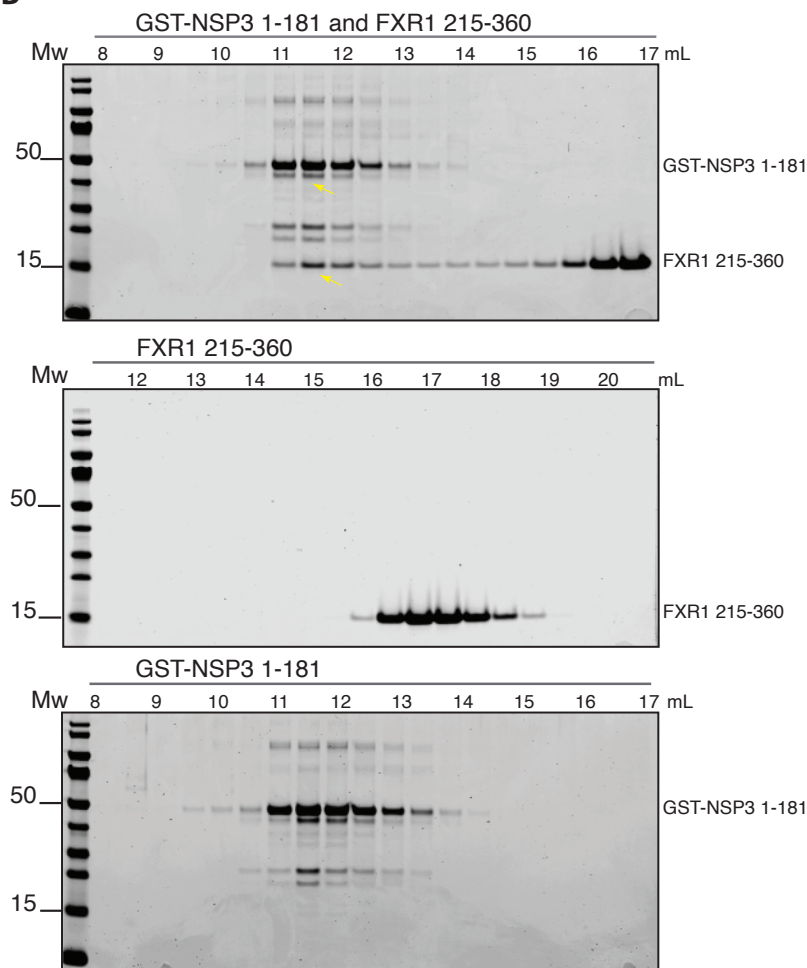 GST-NSP3 1-181 and FXR1 215-360
Mw 8 9 10 11 12 13 14 15 16 17 mL
50
GST-NSP3 1-181
15
FXR1 215-360
FXR1 215-360
Mw 12 13 14 15 16 17 18 19 20 mL
50
15
FXR1 215-360
GST-NSP3 1-181
Mw 8 9 10 11 12 13 14 15 16 17 mL
50
GST-NSP3 1-181
15